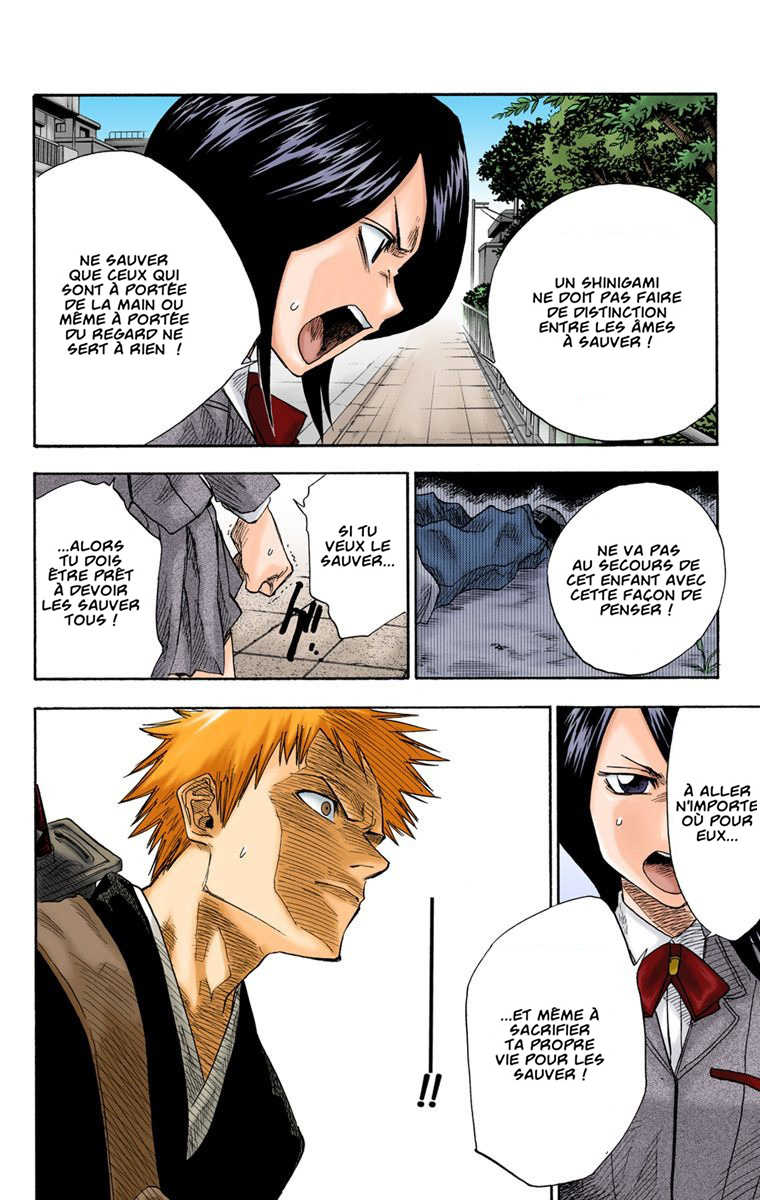 UN SHINIGAMI
NE DOIT PAS FAIRE
DE DISTINCTION
ENTRE LES ÂMES
À SAUVER !
NE SAUVER
QUE CEUX QUI
SONT À PORTÉE
DE LA MAIN OU
MÊME À PORTÉE
DU REGARD NE
SERT À RIEN !
NE VA PAS
AU SECOURS DE
CET ENFANT AVEC
CETTE FAÇON DE
PENSER !
SI TU
VEUX LE
SAUVER...
...ALORS
TU DOIS
ÊTRE PRÊT
À DEVOIR
LES SAUVER
TOUS !
À ALLER
N'IMPORTE
OÙ POUR
EUX...
...ET MÊME À
SACRIFIER
TA PROPRE
VIE POUR LES
SAUVER !
!!